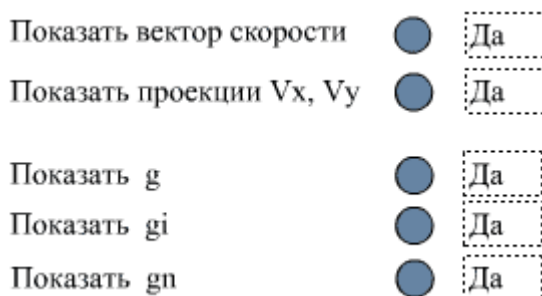 Показать вектор скорости Да
Показать проекции Vx, Vy Да
Показать g Да
Показать gi Да
Показать gn Да